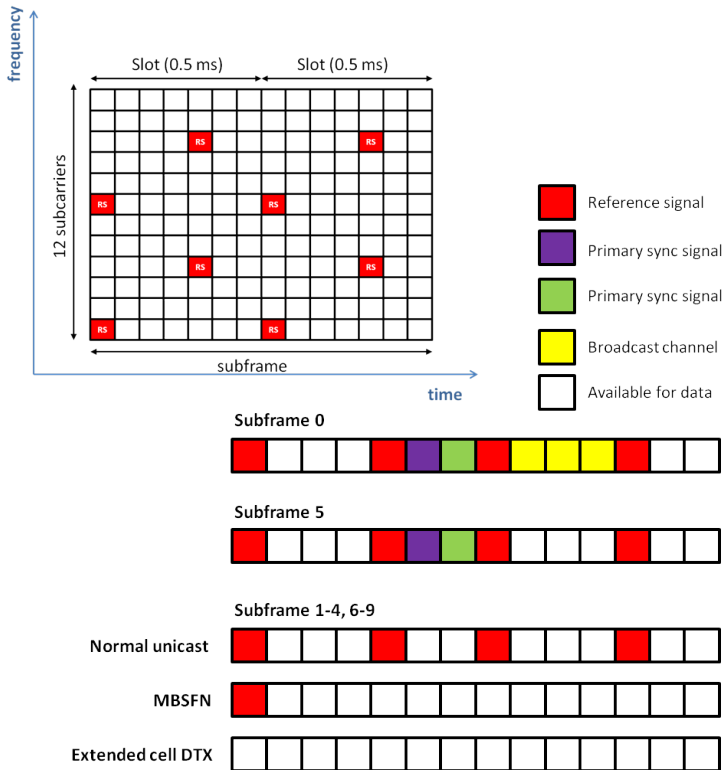 frequency
Slot (0.5 ms)
Slot (0.5 ms)
12 subcarriers
RS
RS
RS
RS
RS
RS
RS
RS
subframe
time
Reference signal
Primary sync signal
Primary sync signal
Broadcast channel
Available for data
Subframe 0
Subframe 5
Subframe 1-4, 6-9
Normal unicast
MBSFN
Extended cell DTX